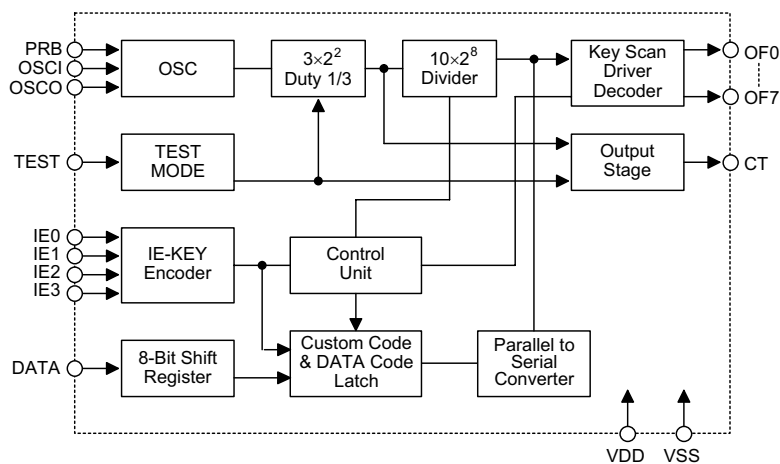 PRB
OSCI
OSCO
OSC
3×2²
Duty 1/3
10×2⁸
Divider
Key Scan
Driver
Decoder
OF0
OF7
TEST
TEST
MODE
Output
Stage
CT
IE0
IE1
IE2
IE3
IE-KEY
Encoder
Control
Unit
DATA
8-Bit Shift
Register
Custom Code
& DATA Code
Latch
Parallel to
Serial
Converter
VDD
VSS